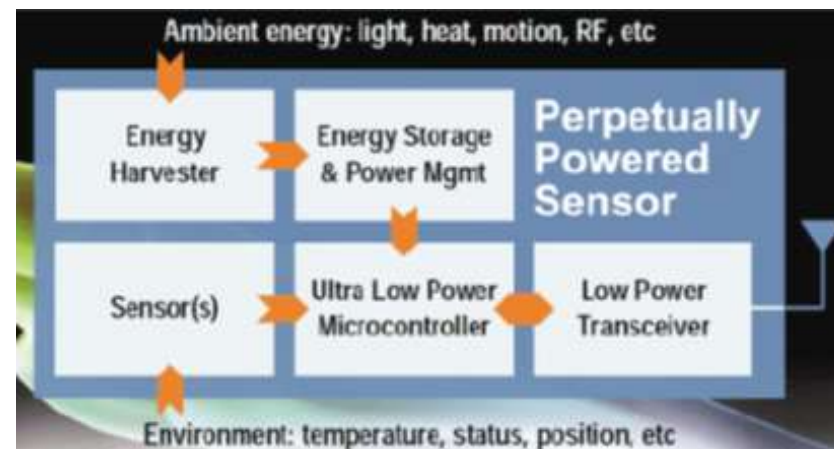 Ambient energy: light, heat, motion, RF, etc
Energy
Harvester
Energy Storage
& Power Mgmt
Perpetually
Powered
Sensor
Sensor(s)
Ultra Low Power
Microcontroller
Low Power
Transceiver
Environment: temperature, status, position, etc